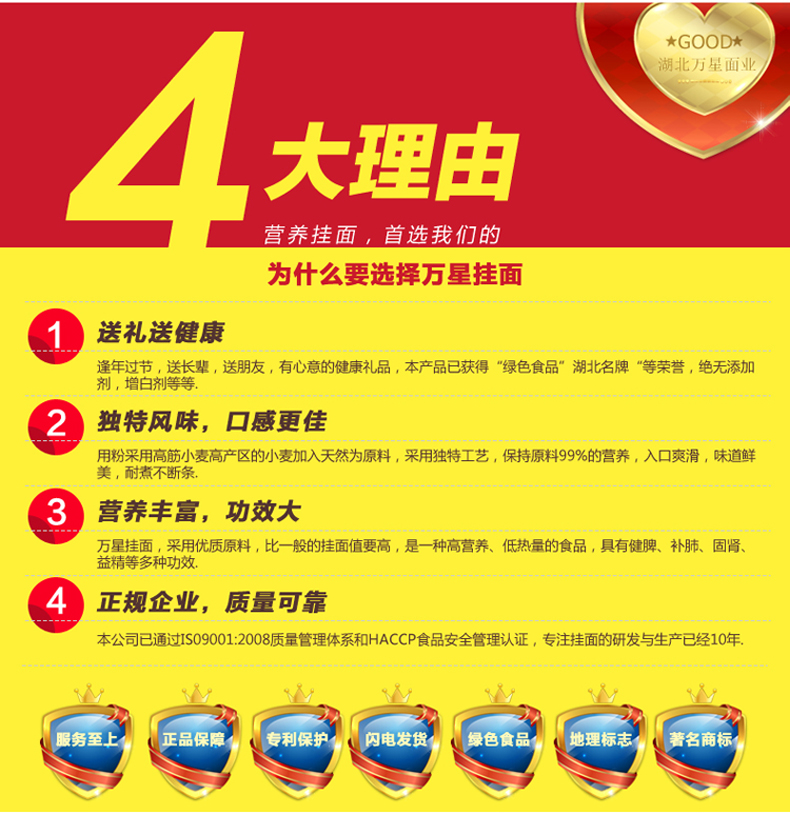 ★GOOD★
湖北万星面业
4大理由
营养挂面，首选我们的
为什么要选择万星挂面
1 送礼送健康
逢年过节，送长辈，送朋友，有心意的健康礼品，本产品已获得“绿色食品”湖北名牌“等荣誉，绝无添加
剂，增白剂等等.
2 独特风味，口感更佳
用粉采用高筋小麦高产区的小麦加入天然为原料，采用独特工艺，保持原料99%的营养，入口爽滑，味道鲜
美，耐煮不断条.
3 营养丰富，功效大
万星挂面，采用优质原料，比一般的挂面值要高，是一种高营养、低热量的食品，具有健脾、补肺、固肾、
益精等多种功效.
4 正规企业，质量可靠
本公司已通过IS09001:2008质量管理体系和HACCP食品安全管理认证，专注挂面的研发与生产已经10年.
服务至上 正品保障 专利保护 闪电发货 绿色食品 地理标志 著名商标